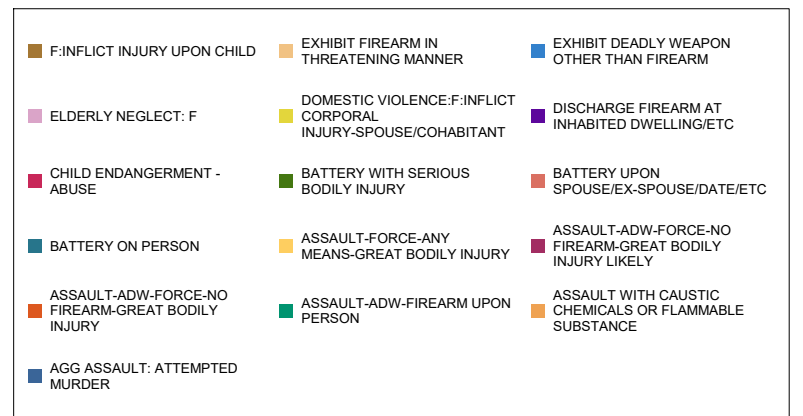 F:INFLICT INJURY UPON CHILD
EXHIBIT FIREARM IN
THREATENING MANNER
EXHIBIT DEADLY WEAPON
OTHER THAN FIREARM
ELDERLY NEGLECT: F
DOMESTIC VIOLENCE:F:INFLICT
CORPORAL
INJURY-SPOUSE/COHABITANT
DISCHARGE FIREARM AT
INHABITED DWELLING/ETC
CHILD ENDANGERMENT -
ABUSE
BATTERY WITH SERIOUS
BODILY INJURY
BATTERY UPON
SPOUSE/EX-SPOUSE/DATE/ETC
BATTERY ON PERSON
ASSAULT-FORCE-ANY
MEANS-GREAT BODILY INJURY
ASSAULT-ADW-FORCE-NO
FIREARM-GREAT BODILY
INJURY LIKELY
ASSAULT-ADW-FORCE-NO
FIREARM-GREAT BODILY
INJURY
ASSAULT-ADW-FIREARM UPON
PERSON
ASSAULT WITH CAUSTIC
CHEMICALS OR FLAMMABLE
SUBSTANCE
AGG ASSAULT: ATTEMPTED
MURDER